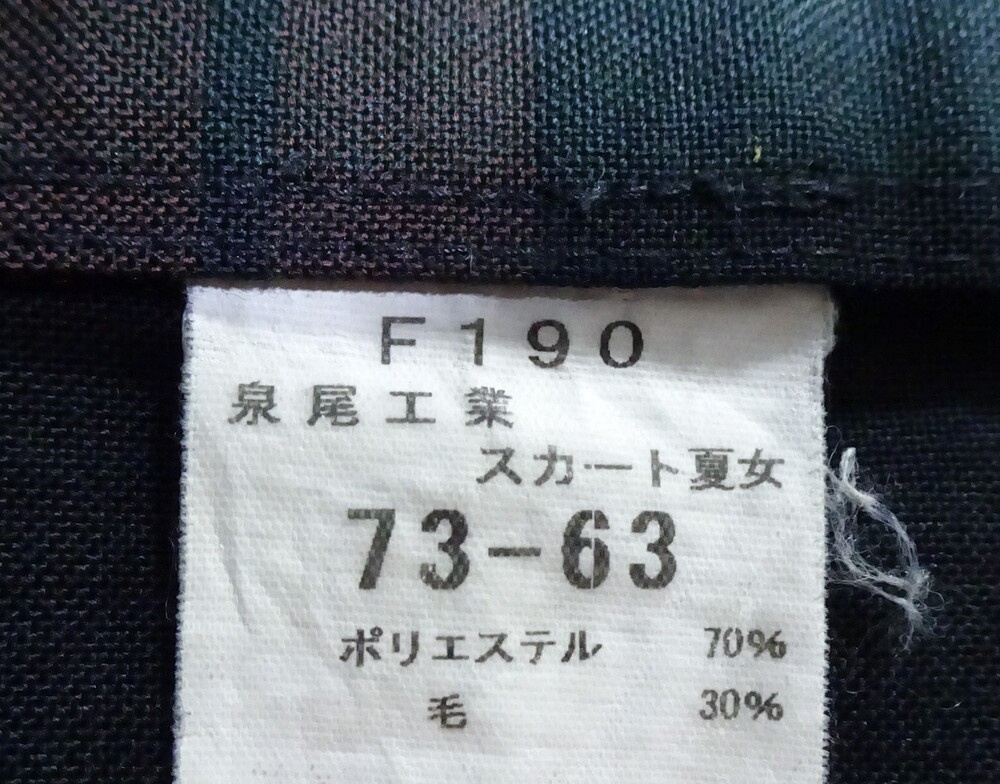 F190
泉尾工業
スカート夏女
73-63
ポリエステル 70%
毛 30%